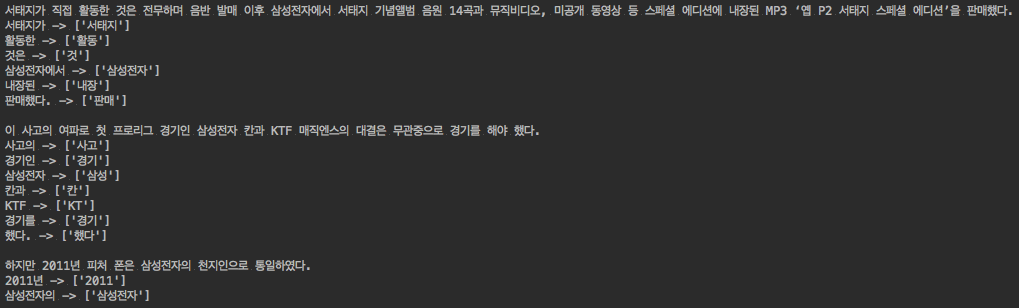 서태지가 직접 활동한 것은 전무하며 음반 발매 이후 삼성전자에서 서태지 기념앨범 음원 14곡과 뮤직비디오, 미공개 동영상 등 스페셜 에디션에 내장된 MP3 ‘옙 P2 서태지 스페셜 에디션’을 판매했다.
서태지가 -> ['서태지']
활동한 -> ['활동']
것은 -> ['것']
삼성전자에서 -> ['삼성전자']
내장된 -> ['내장']
판매했다. -> ['판매']
이 사고의 여파로 첫 프로리그 경기인 삼성전자 칸과 KTF 매직엔스의 대결은 무관중으로 경기를 해야 했다.
사고의 -> ['사고']
경기인 -> ['경기']
삼성전자 -> ['삼성']
칸과 -> ['칸']
KTF -> ['KT']
경기를 -> ['경기']
했다. -> ['했다']
하지만 2011년 피처 폰은 삼성전자의 천지인으로 통일하였다.
2011년 -> ['2011']
삼성전자의 -> ['삼성전자']